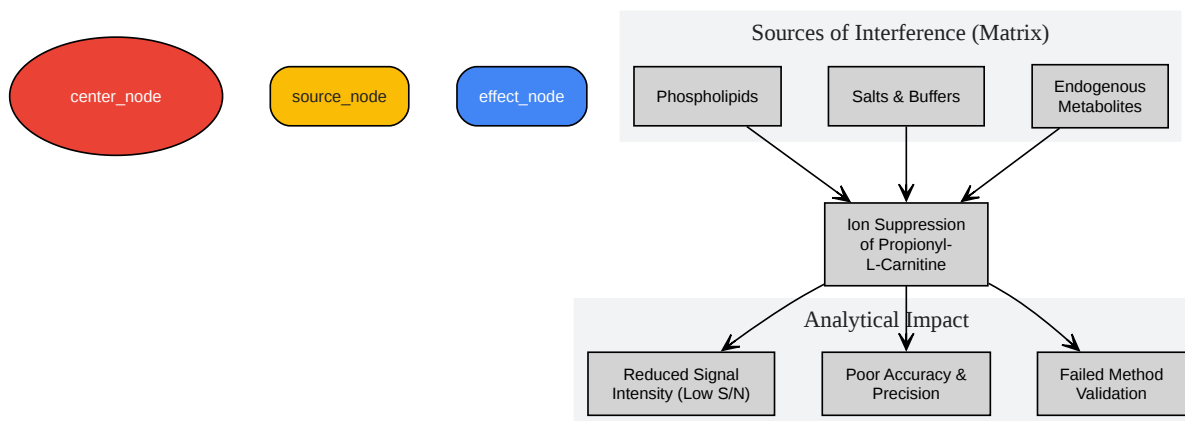 center_node
source_node
effect_node
Sources of Interference (Matrix)
Phospholipids
Salts & Buffers
Endogenous
Metabolites
Ion Suppression
of Propionyl-
L-Carnitine
Analytical Impact
Reduced Signal
Intensity (Low S/N)
Poor Accuracy &
Precision
Failed Method
Validation